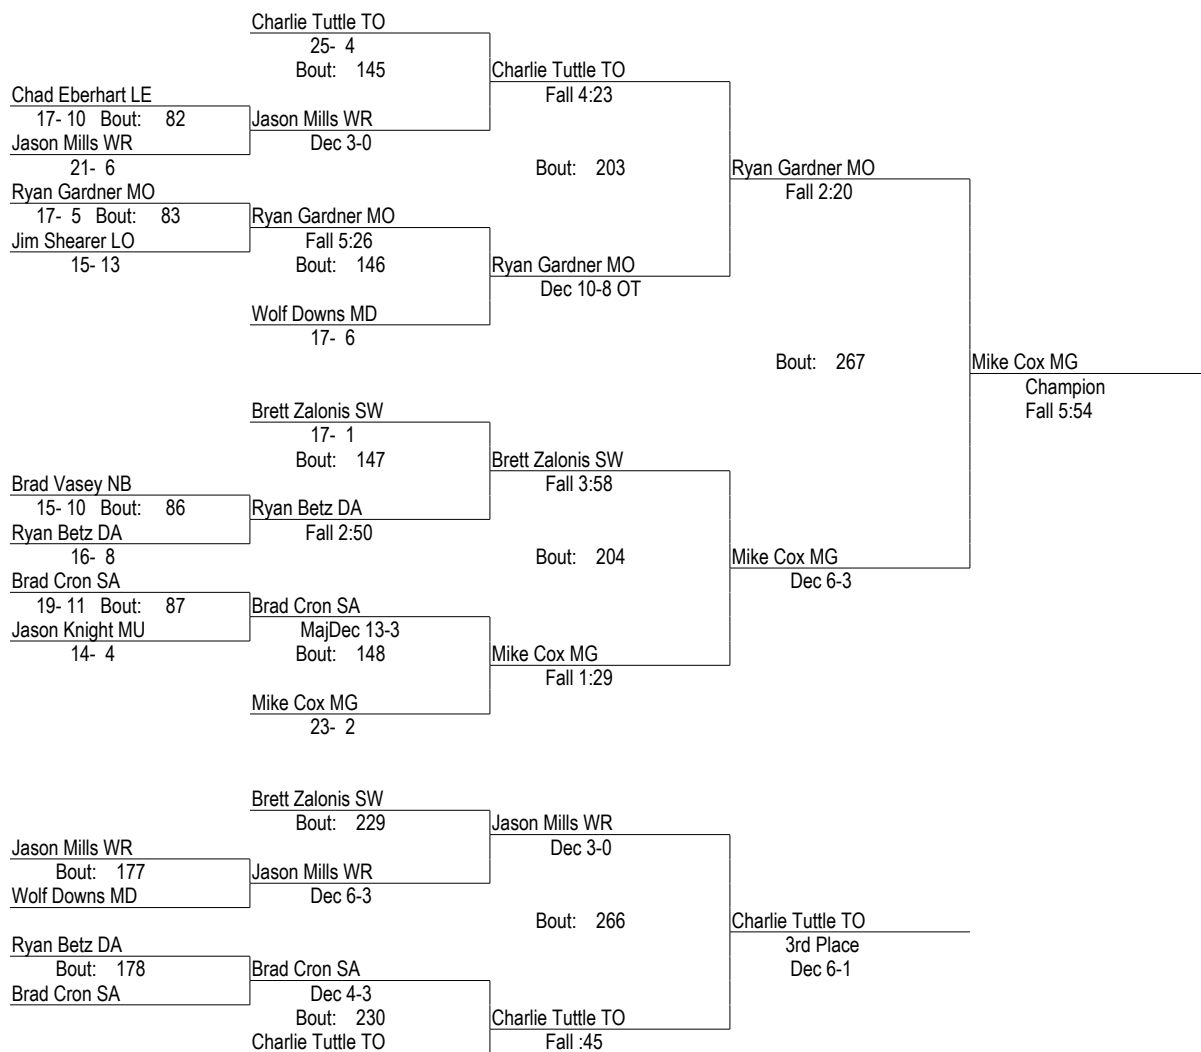 Charlie Tuttle TO
25- 4
Bout: 145
Charlie Tuttle TO
Fall 4:23
Chad Eberhart LE
17- 10 Bout: 82
Jason Mills WR
Dec 3-0
Jason Mills WR
21- 6
Bout: 203
Ryan Gardner MO
Fall 2:20
Ryan Gardner MO
17- 5 Bout: 83
Ryan Gardner MO
Fall 5:26
Jim Shearer LO
15- 13
Bout: 146
Ryan Gardner MO
Dec 10-8 OT
Wolf Downs MD
17- 6
Bout: 267
Mike Cox MG
Champion
Fall 5:54
Brett Zalonis SW
17- 1
Bout: 147
Brett Zalonis SW
Fall 3:58
Brad Vasey NB
15- 10 Bout: 86
Ryan Betz DA
Fall 2:50
Ryan Betz DA
16- 8
Bout: 204
Mike Cox MG
Dec 6-3
Brad Cron SA
19- 11 Bout: 87
Brad Cron SA
MajDec 13-3
Jason Knight MU
14- 4
Bout: 148
Mike Cox MG
Fall 1:29
Mike Cox MG
23- 2
Brett Zalonis SW
Bout: 229
Jason Mills WR
Dec 3-0
Jason Mills WR
Bout: 177
Jason Mills WR
Dec 6-3
Wolf Downs MD
Bout: 266
Charlie Tuttle TO
3rd Place
Dec 6-1
Ryan Betz DA
Bout: 178
Brad Cron SA
Dec 4-3
Brad Cron SA
Bout: 230
Charlie Tuttle TO
Fall :45
Charlie Tuttle TO